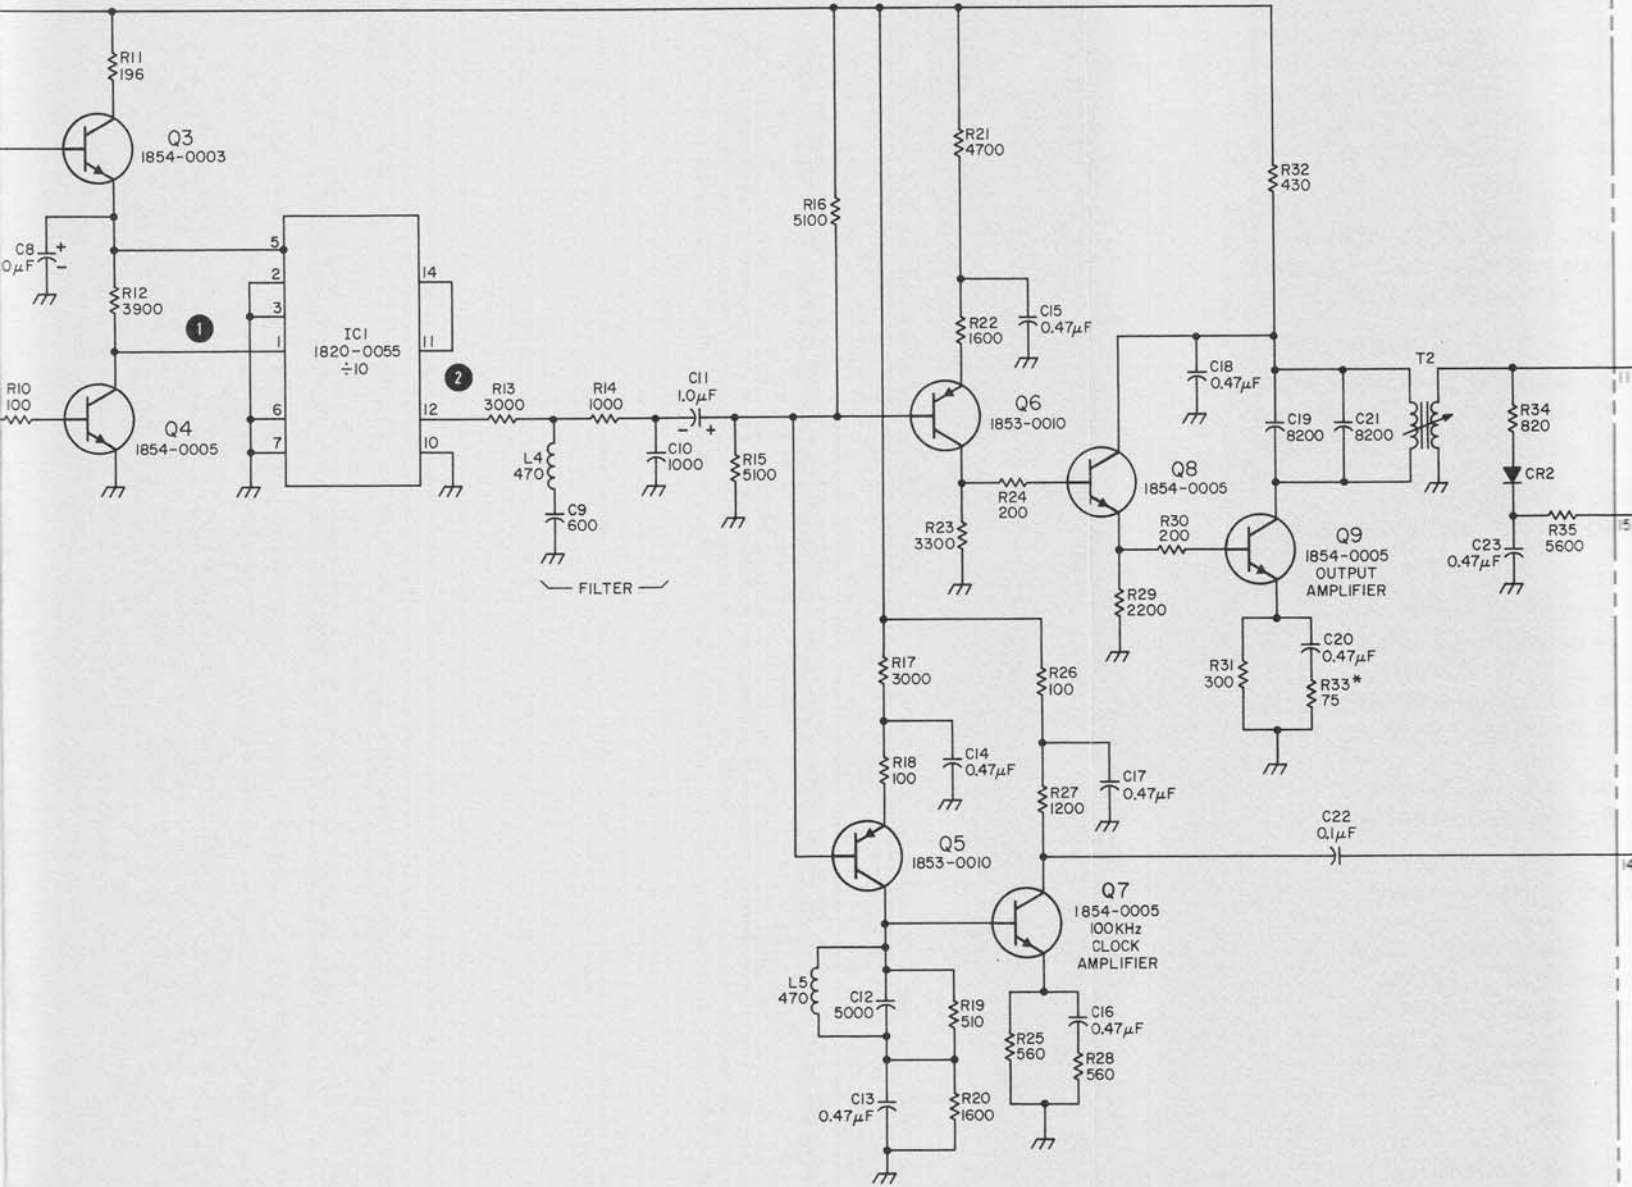 R11
196
Q3
1854-0003
C8
+
0µF
–
R12
3900
1
R10
100
Q4
1854-0005
5
2
3
1
6
7
IC1
1820-0055
÷10
14
11
12
10
2
R13
3000
R14
1000
L4
470
C9
600
FILTER
C10
1000
C11
1.0µF
– +
R15
5100
R16
5100
R21
4700
R22
1600
C15
0.47µF
Q6
1853-0010
R23
3300
R24
200
Q8
1854-0005
R29
2200
R30
200
R32
430
C18
0.47µF
C19
8200
C21
8200
T2
11
R34
820
CR2
15
R35
5600
C23
0.47µF
Q9
1854-0005
OUTPUT
AMPLIFIER
R31
300
C20
0.47µF
R33*
75
R17
3000
R18
100
C14
0.47µF
R26
100
R27
1200
C17
0.47µF
C22
0.1µF
14
Q5
1853-0010
Q7
1854-0005
100KHz
CLOCK
AMPLIFIER
L5
470
C12
5000
R19
510
C13
0.47µF
R20
1600
R25
560
C16
0.47µF
R28
560